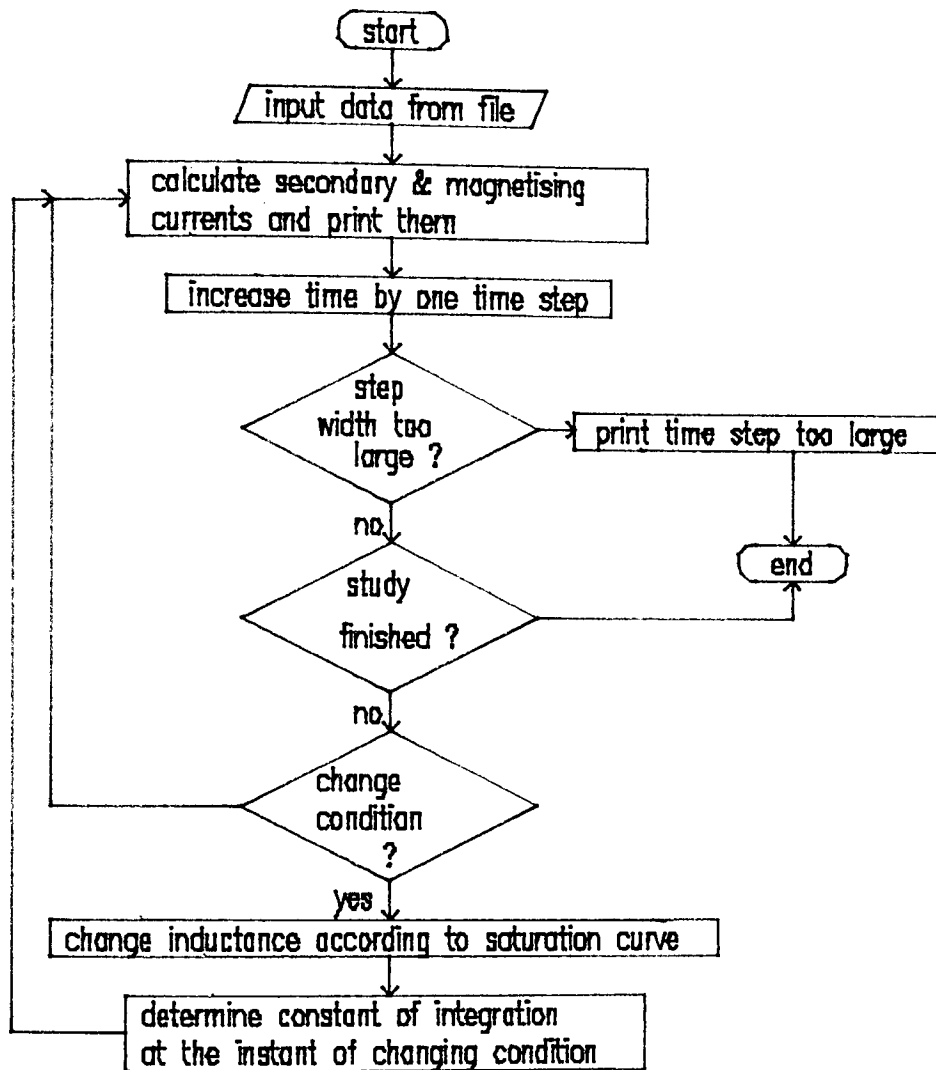 start
input data from file
calculate secondary & magnetising
currents and print them
increase time by one time step
step
width too
large ?
print time step too large
no
end
study
finished ?
no
change
condition
?
yes
change inductance according to saturation curve
determine constant of integration
at the instant of changing condition